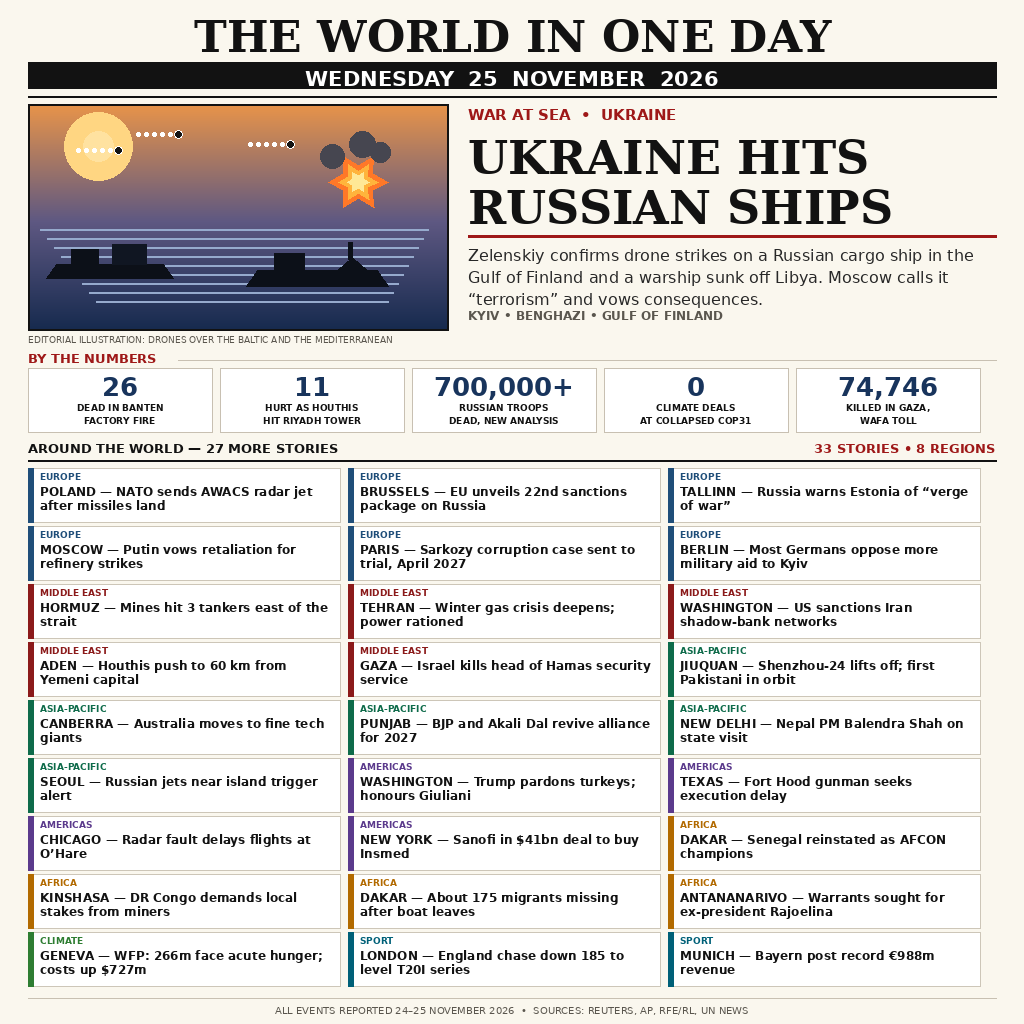 THE WORLD IN ONE DAY
WEDNESDAY 25 NOVEMBER 2026
EDITORIAL ILLUSTRATION: DRONES OVER THE BALTIC AND THE MEDITERRANEAN
WAR AT SEA • UKRAINE
UKRAINE HITS
RUSSIAN SHIPS
Zelenskiy confirms drone strikes on a Russian cargo ship in the
Gulf of Finland and a warship sunk off Libya. Moscow calls it
“terrorism” and vows consequences.
KYIV • BENGHAZI • GULF OF FINLAND
BY THE NUMBERS
26
DEAD IN BANTEN
FACTORY FIRE
11
HURT AS HOUTHIS
HIT RIYADH TOWER
700,000+
RUSSIAN TROOPS
DEAD, NEW ANALYSIS
0
CLIMATE DEALS
AT COLLAPSED COP31
74,746
KILLED IN GAZA,
WAFA TOLL
AROUND THE WORLD — 27 MORE STORIES
33 STORIES • 8 REGIONS
EUROPE
POLAND — NATO sends AWACS radar jet
after missiles land
EUROPE
BRUSSELS — EU unveils 22nd sanctions
package on Russia
EUROPE
TALLINN — Russia warns Estonia of “verge
of war”
EUROPE
MOSCOW — Putin vows retaliation for
refinery strikes
EUROPE
PARIS — Sarkozy corruption case sent to
trial, April 2027
EUROPE
BERLIN — Most Germans oppose more
military aid to Kyiv
MIDDLE EAST
HORMUZ — Mines hit 3 tankers east of the
strait
MIDDLE EAST
TEHRAN — Winter gas crisis deepens;
power rationed
MIDDLE EAST
WASHINGTON — US sanctions Iran
shadow-bank networks
MIDDLE EAST
ADEN — Houthis push to 60 km from
Yemeni capital
MIDDLE EAST
GAZA — Israel kills head of Hamas security
service
ASIA-PACIFIC
JIUQUAN — Shenzhou-24 lifts off; first
Pakistani in orbit
ASIA-PACIFIC
CANBERRA — Australia moves to fine tech
giants
ASIA-PACIFIC
PUNJAB — BJP and Akali Dal revive alliance
for 2027
ASIA-PACIFIC
NEW DELHI — Nepal PM Balendra Shah on
state visit
ASIA-PACIFIC
SEOUL — Russian jets near island trigger
alert
AMERICAS
WASHINGTON — Trump pardons turkeys;
honours Giuliani
AMERICAS
TEXAS — Fort Hood gunman seeks
execution delay
AMERICAS
CHICAGO — Radar fault delays flights at
O’Hare
AMERICAS
NEW YORK — Sanofi in $41bn deal to buy
Insmed
AFRICA
DAKAR — Senegal reinstated as AFCON
champions
AFRICA
KINSHASA — DR Congo demands local
stakes from miners
AFRICA
DAKAR — About 175 migrants missing
after boat leaves
AFRICA
ANTANANARIVO — Warrants sought for
ex-president Rajoelina
CLIMATE
GENEVA — WFP: 266m face acute hunger;
costs up $727m
SPORT
LONDON — England chase down 185 to
level T20I series
SPORT
MUNICH — Bayern post record €988m
revenue
ALL EVENTS REPORTED 24–25 NOVEMBER 2026 • SOURCES: REUTERS, AP, RFE/RL, UN NEWS